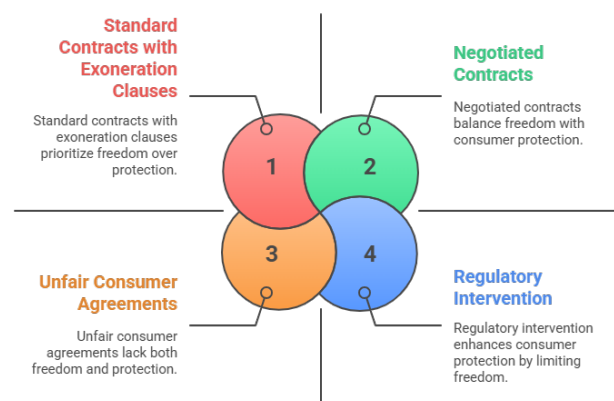 Standard
Contracts with
Exoneration
Clauses
Standard contracts with
exoneration clauses
prioritize freedom over
protection.
1
Negotiated
Contracts
Negotiated contracts
balance freedom with
consumer protection.
2
Unfair Consumer
Agreements
Unfair consumer
agreements lack both
freedom and protection.
3
Regulatory
Intervention
Regulatory intervention
enhances consumer
protection by limiting
freedom.
4